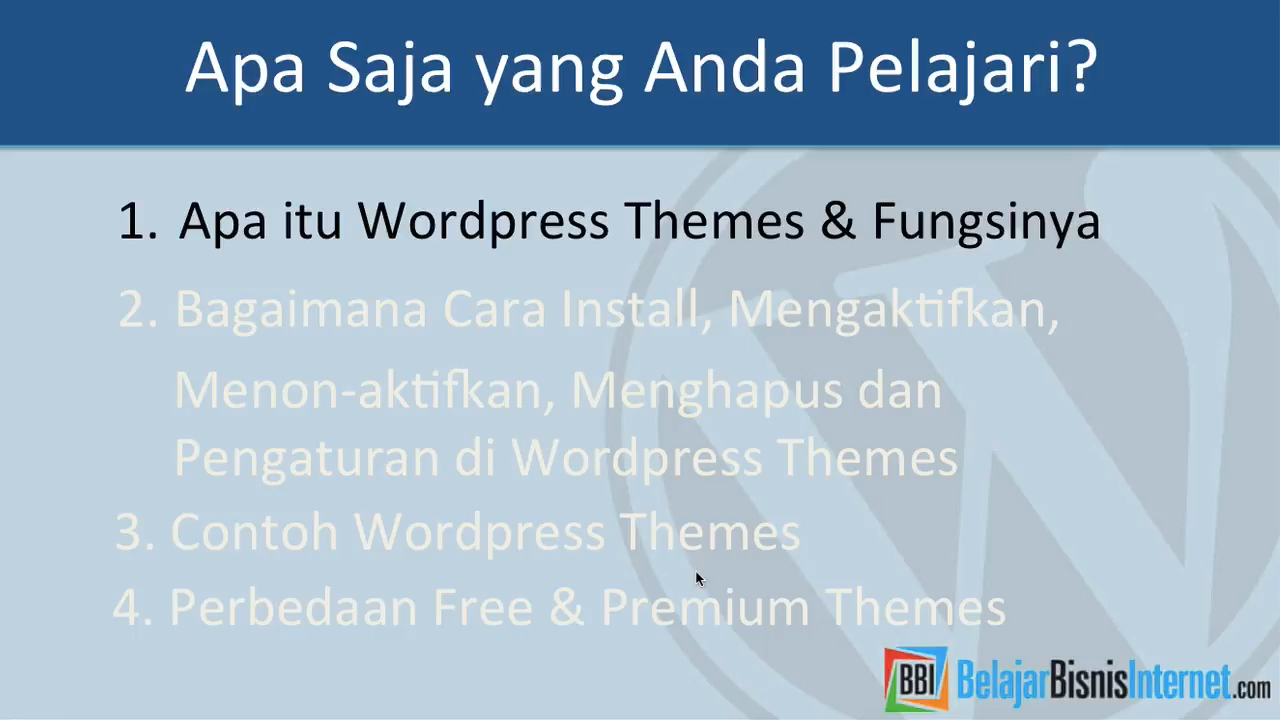 Apa Saja yang Anda Pelajari?
1. Apa itu Wordpress Themes & Fungsinya
2. Bagaimana Cara Install, Mengaktifkan,
Menon-aktifkan, Menghapus dan
Pengaturan di Wordpress Themes
3. Contoh Wordpress Themes
4. Perbedaan Free & Premium Themes
BBI BelajarBisnisInternet.com